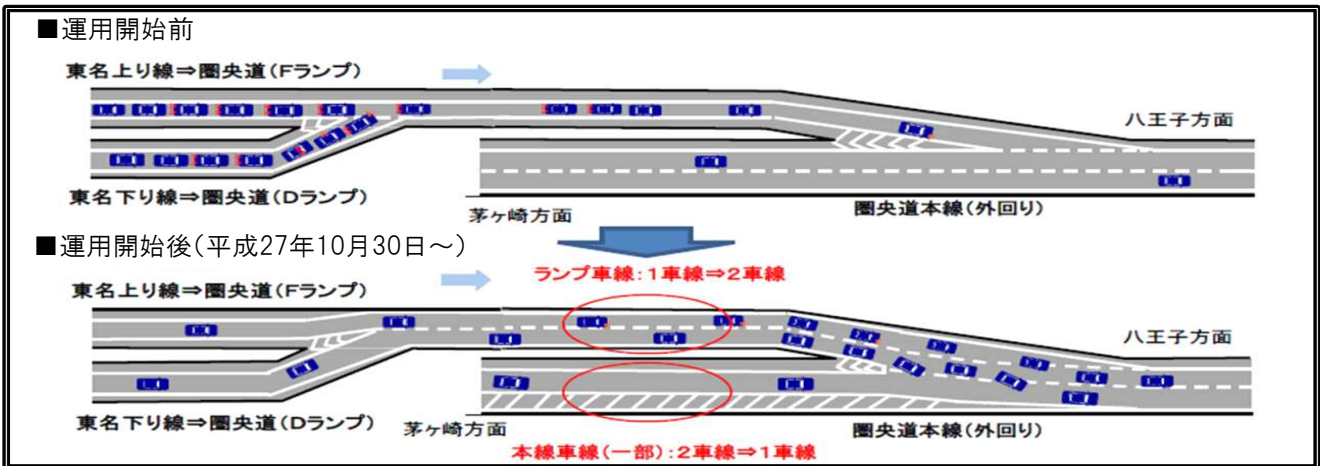 ■運用開始前
東名上り線⇒圏央道(Fランプ)
八王子方面
東名下り線⇒圏央道(Dランプ)
茅ヶ崎方面
圏央道本線(外回り)
■運用開始後(平成27年10月30日～)
ランプ車線:1車線⇒2車線
東名上り線⇒圏央道(Fランプ)
八王子方面
東名下り線⇒圏央道(Dランプ)
茅ヶ崎方面
圏央道本線(外回り)
本線車線(一部):2車線⇒1車線